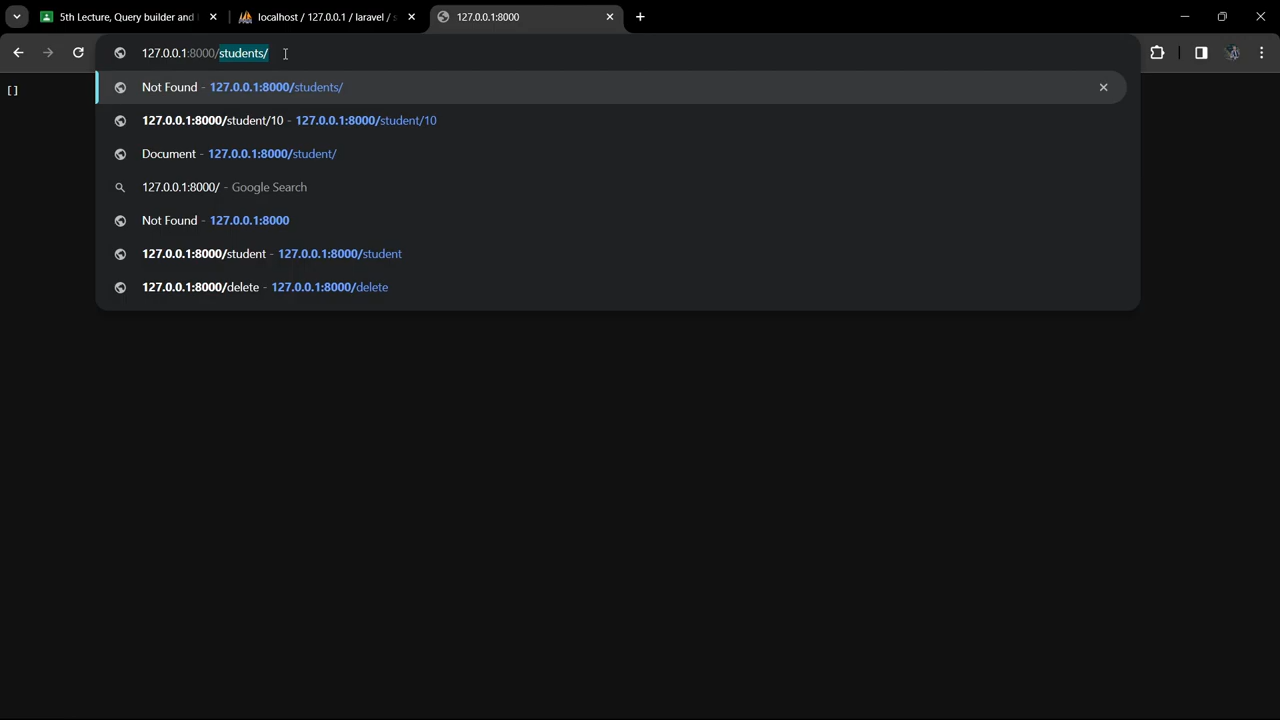 5th Lecture, Query builder and
localhost / 127.0.0.1 / laravel / s
127.0.0.1:8000
127.0.0.1:8000/students/
[]
Not Found - 127.0.0.1:8000/students/
127.0.0.1:8000/student/10 - 127.0.0.1:8000/student/10
Document - 127.0.0.1:8000/student/
127.0.0.1:8000/ - Google Search
Not Found - 127.0.0.1:8000
127.0.0.1:8000/student - 127.0.0.1:8000/student
127.0.0.1:8000/delete - 127.0.0.1:8000/delete